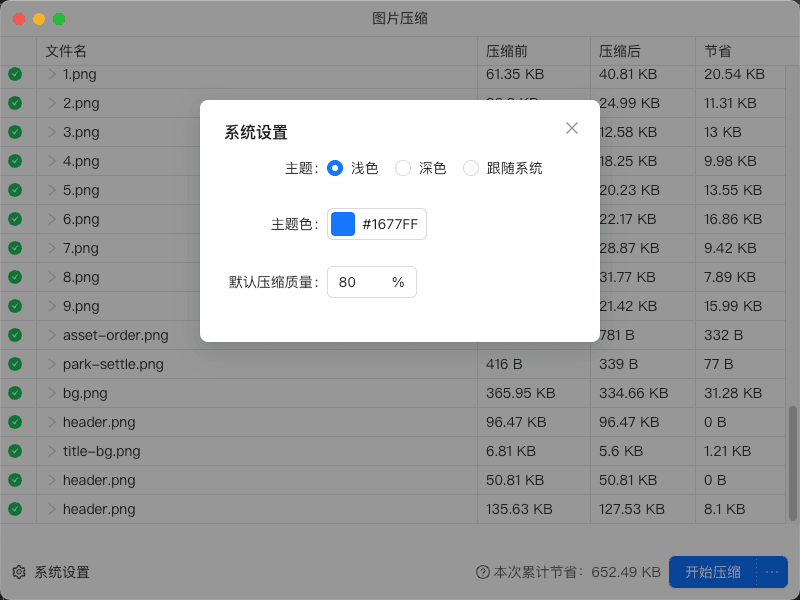 图片压缩
文件名 压缩前 压缩后 节省
1.png 61.35 KB 40.81 KB 20.54 KB
2.png 24.99 KB 11.31 KB
3.png 12.58 KB 13 KB
4.png 18.25 KB 9.98 KB
5.png 20.23 KB 13.55 KB
6.png 22.17 KB 16.86 KB
7.png 28.87 KB 9.42 KB
8.png 31.77 KB 7.89 KB
9.png 21.42 KB 15.99 KB
asset-order.png 781 B 332 B
park-settle.png 416 B 339 B 77 B
bg.png 365.95 KB 334.66 KB 31.28 KB
header.png 96.47 KB 96.47 KB 0 B
title-bg.png 6.81 KB 5.6 KB 1.21 KB
header.png 50.81 KB 50.81 KB 0 B
header.png 135.63 KB 127.53 KB 8.1 KB
系统设置
主题: 浅色 深色 跟随系统
主题色: #1677FF
默认压缩质量: 80 %
系统设置 本次累计节省: 652.49 KB 开始压缩 ···